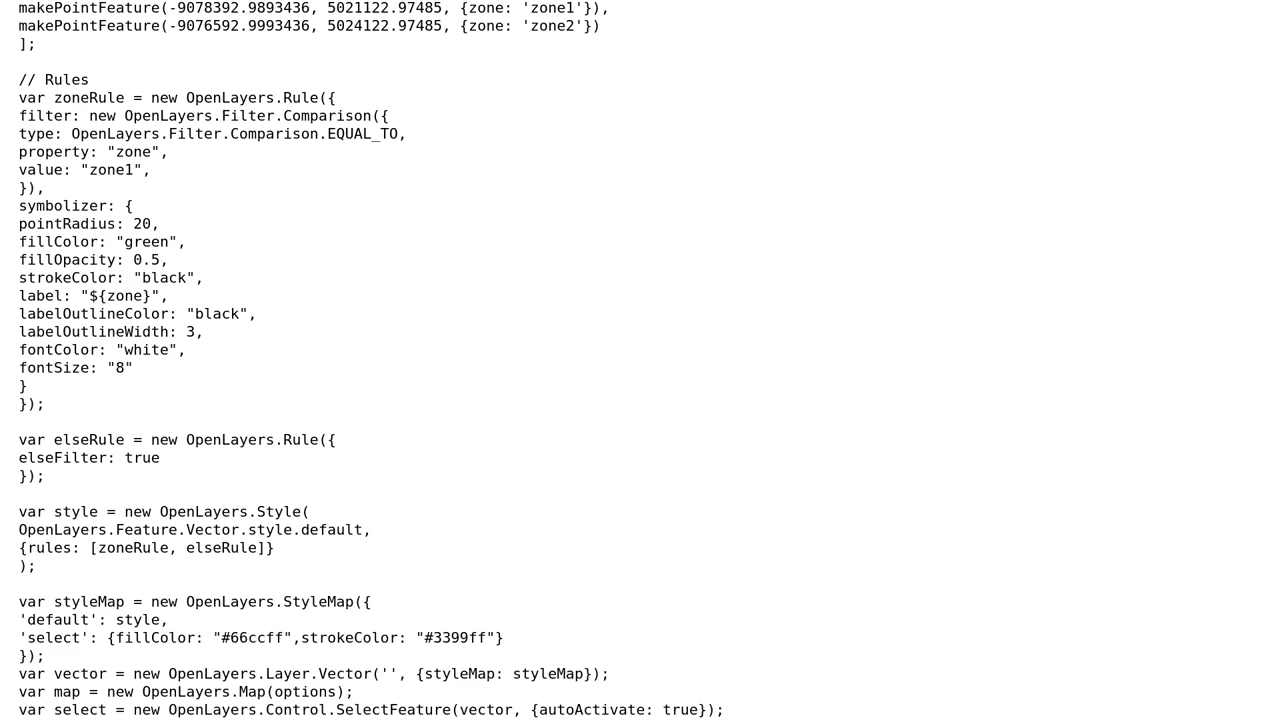 makePointFeature(-9078392.9893436, 5021122.97485, {zone: 'zone1'}),
makePointFeature(-9076592.9993436, 5024122.97485, {zone: 'zone2'})
];

// Rules
var zoneRule = new OpenLayers.Rule({
filter: new OpenLayers.Filter.Comparison({
type: OpenLayers.Filter.Comparison.EQUAL_TO,
property: "zone",
value: "zone1",
}),
symbolizer: {
pointRadius: 20,
fillColor: "green",
fillOpacity: 0.5,
strokeColor: "black",
label: "${zone}",
labelOutlineColor: "black",
labelOutlineWidth: 3,
fontColor: "white",
fontSize: "8"
}
});

var elseRule = new OpenLayers.Rule({
elseFilter: true
});

var style = new OpenLayers.Style(
OpenLayers.Feature.Vector.style.default,
{rules: [zoneRule, elseRule]}
);

var styleMap = new OpenLayers.StyleMap({
'default': style,
'select': {fillColor: "#66ccff",strokeColor: "#3399ff"}
});
var vector = new OpenLayers.Layer.Vector('', {styleMap: styleMap});
var map = new OpenLayers.Map(options);
var select = new OpenLayers.Control.SelectFeature(vector, {autoActivate: true});